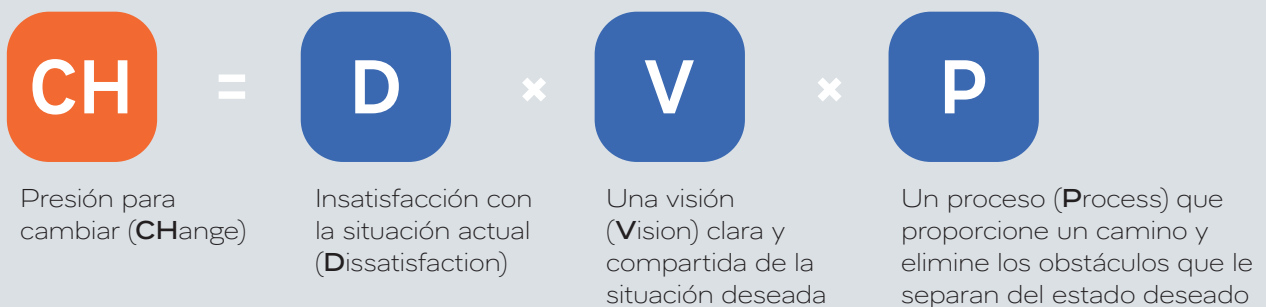 CH = D × V × P
Presión para
cambiar (CHange)
Insatisfacción con
la situación actual
(Dissatisfaction)
Una visión
(Vision) clara y
compartida de la
situación deseada
Un proceso (Process) que
proporcione un camino y
elimine los obstáculos que le
separan del estado deseado